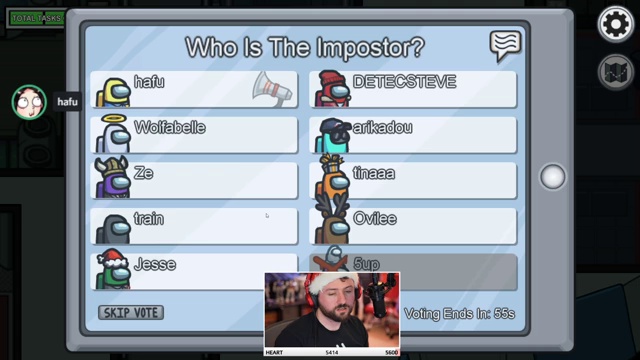 TOTAL TASKS
Who Is The Impostor?
hafu
hafu
DETECSTEVE
Wolfabelle
arikadou
Ze
tinaaa
train
Ovilee
Jesse
5up
SKIP VOTE
Voting Ends In: 55s
HEART 5414 5600